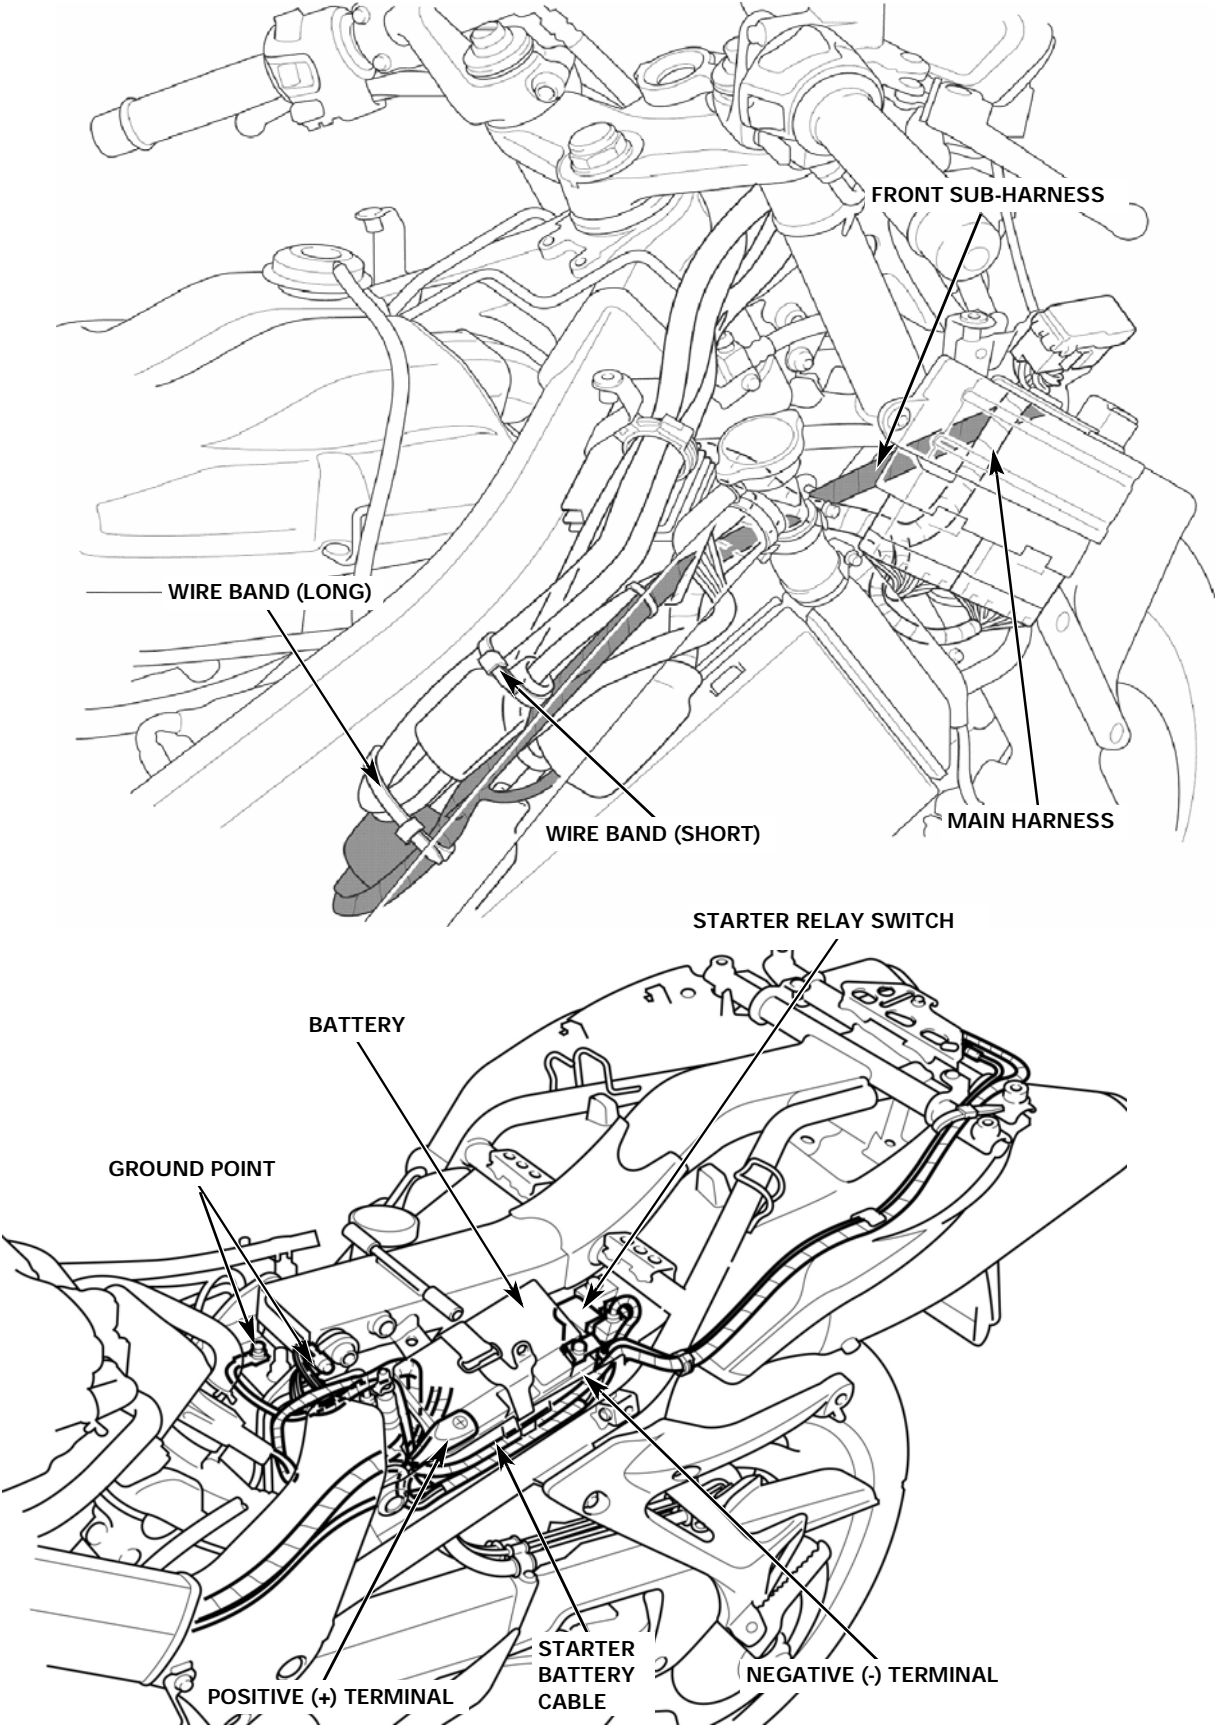 FRONT SUB-HARNESS
WIRE BAND (LONG)
WIRE BAND (SHORT)
MAIN HARNESS
STARTER RELAY SWITCH
BATTERY
GROUND POINT
POSITIVE (+) TERMINAL
STARTER
BATTERY
CABLE
NEGATIVE (-) TERMINAL